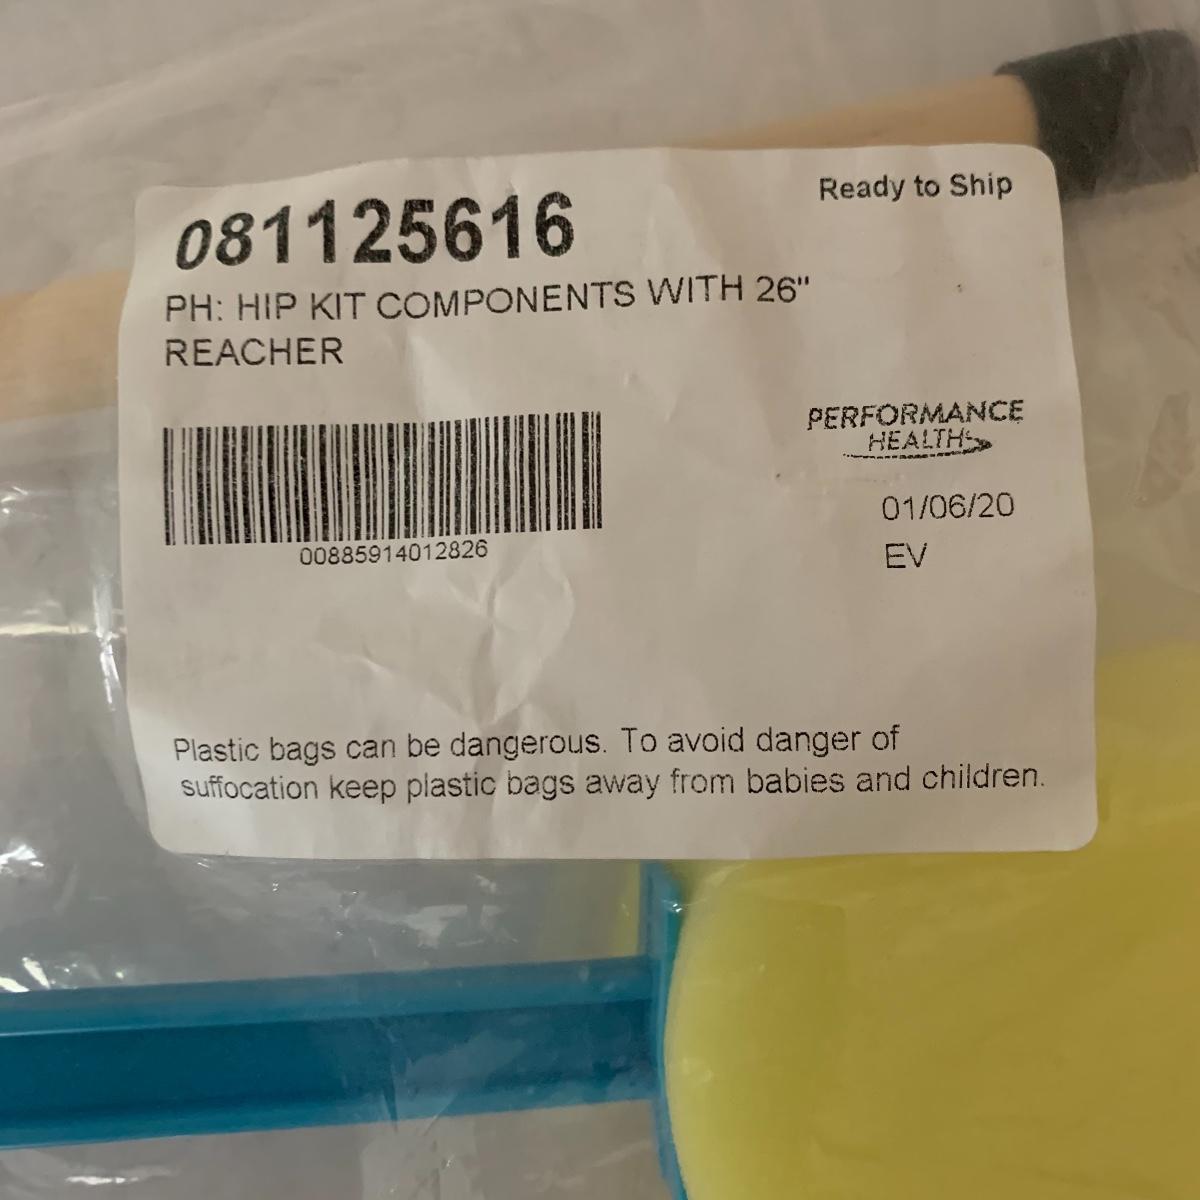 081125616
Ready to Ship
PH: HIP KIT COMPONENTS WITH 26"
REACHER
PERFORMANCE
HEALTH
01/06/20
EV
00885914012826
Plastic bags can be dangerous. To avoid danger of
suffocation keep plastic bags away from babies and children.